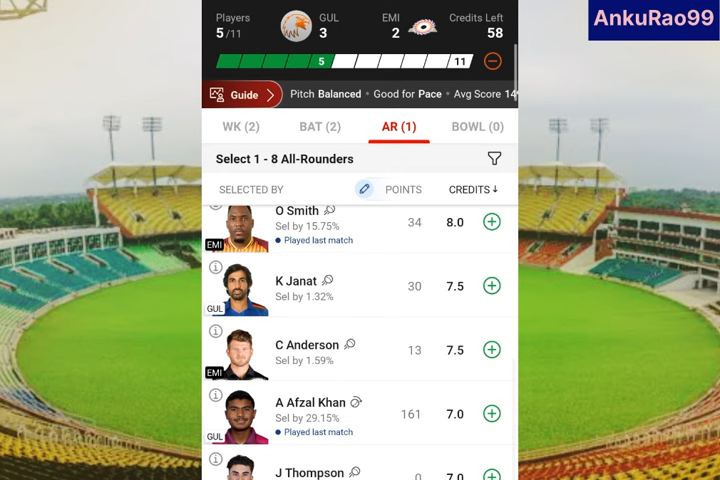 AnkuRao99
Players
5/11
GUL
3
EMI
2
Credits Left
58
5
11
Guide
Pitch Balanced • Good for Pace • Avg Score 149
WK (2)
BAT (2)
AR (1)
BOWL (0)
Select 1 - 8 All-Rounders
SELECTED BY
POINTS
CREDITS↓
O Smith
Sel by 15.75%
Played last match
34
8.0
EMI
K Janat
Sel by 1.32%
30
7.5
GUL
C Anderson
Sel by 1.59%
13
7.5
EMI
A Afzal Khan
Sel by 29.15%
Played last match
161
7.0
GUL
J Thompson
0
7.0